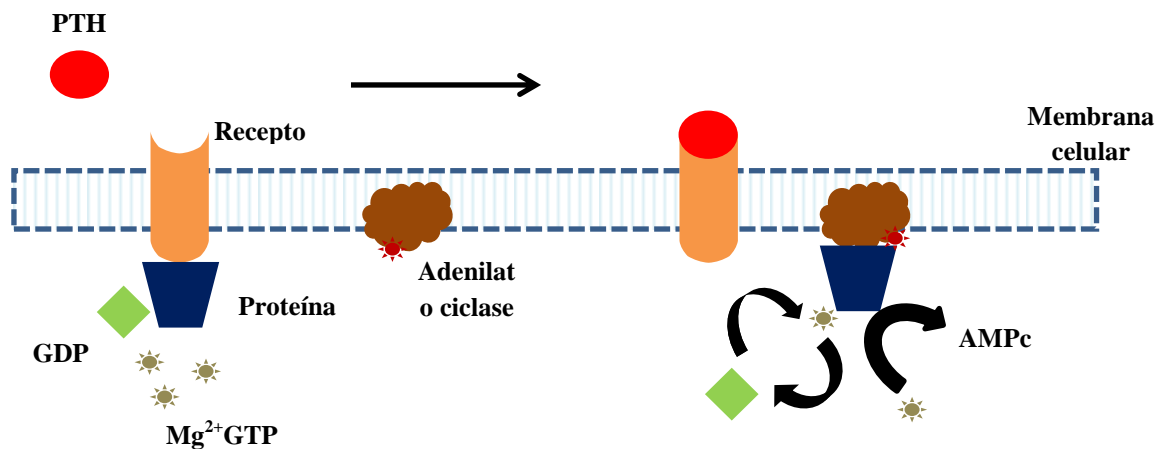 PTH
Recepto
Membrana
celular
Adenilat
o ciclase
Proteína
GDP
AMPc
Mg²⁺GTP